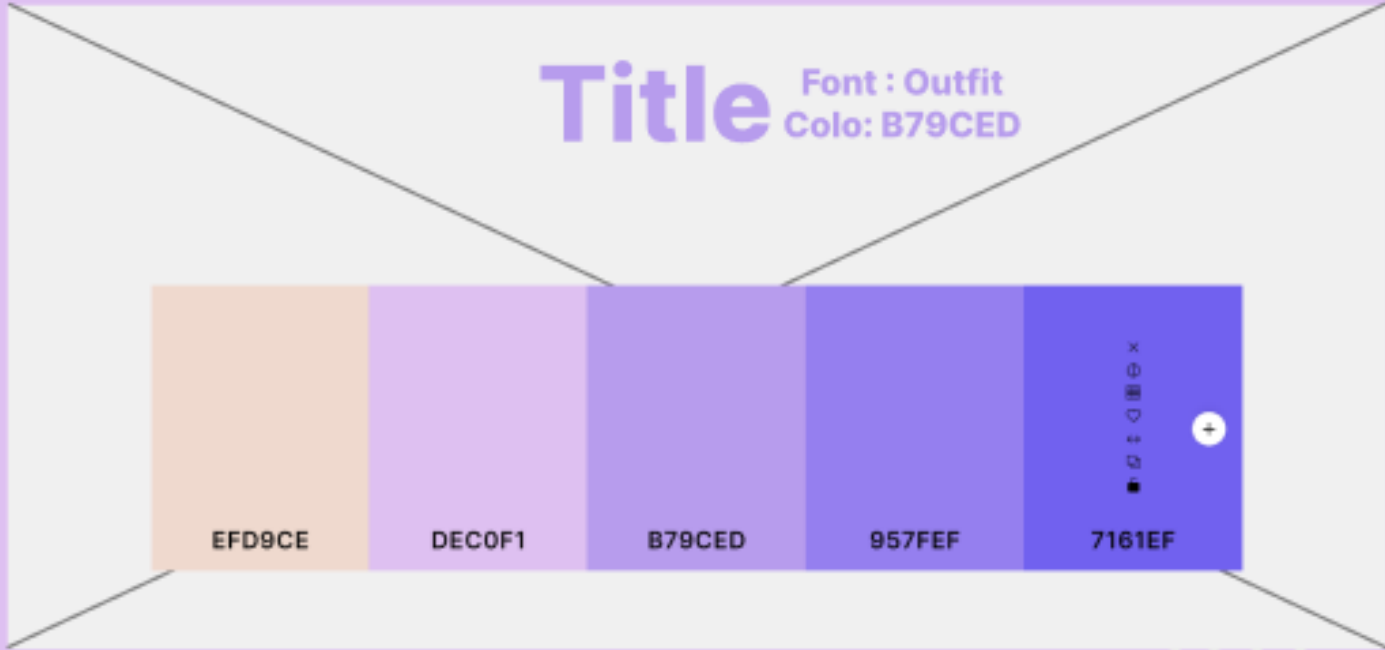 Title
Font : Outfit
Colo: B79CED
EFD9CE
DEC0F1
B79CED
957FEF
7161EF